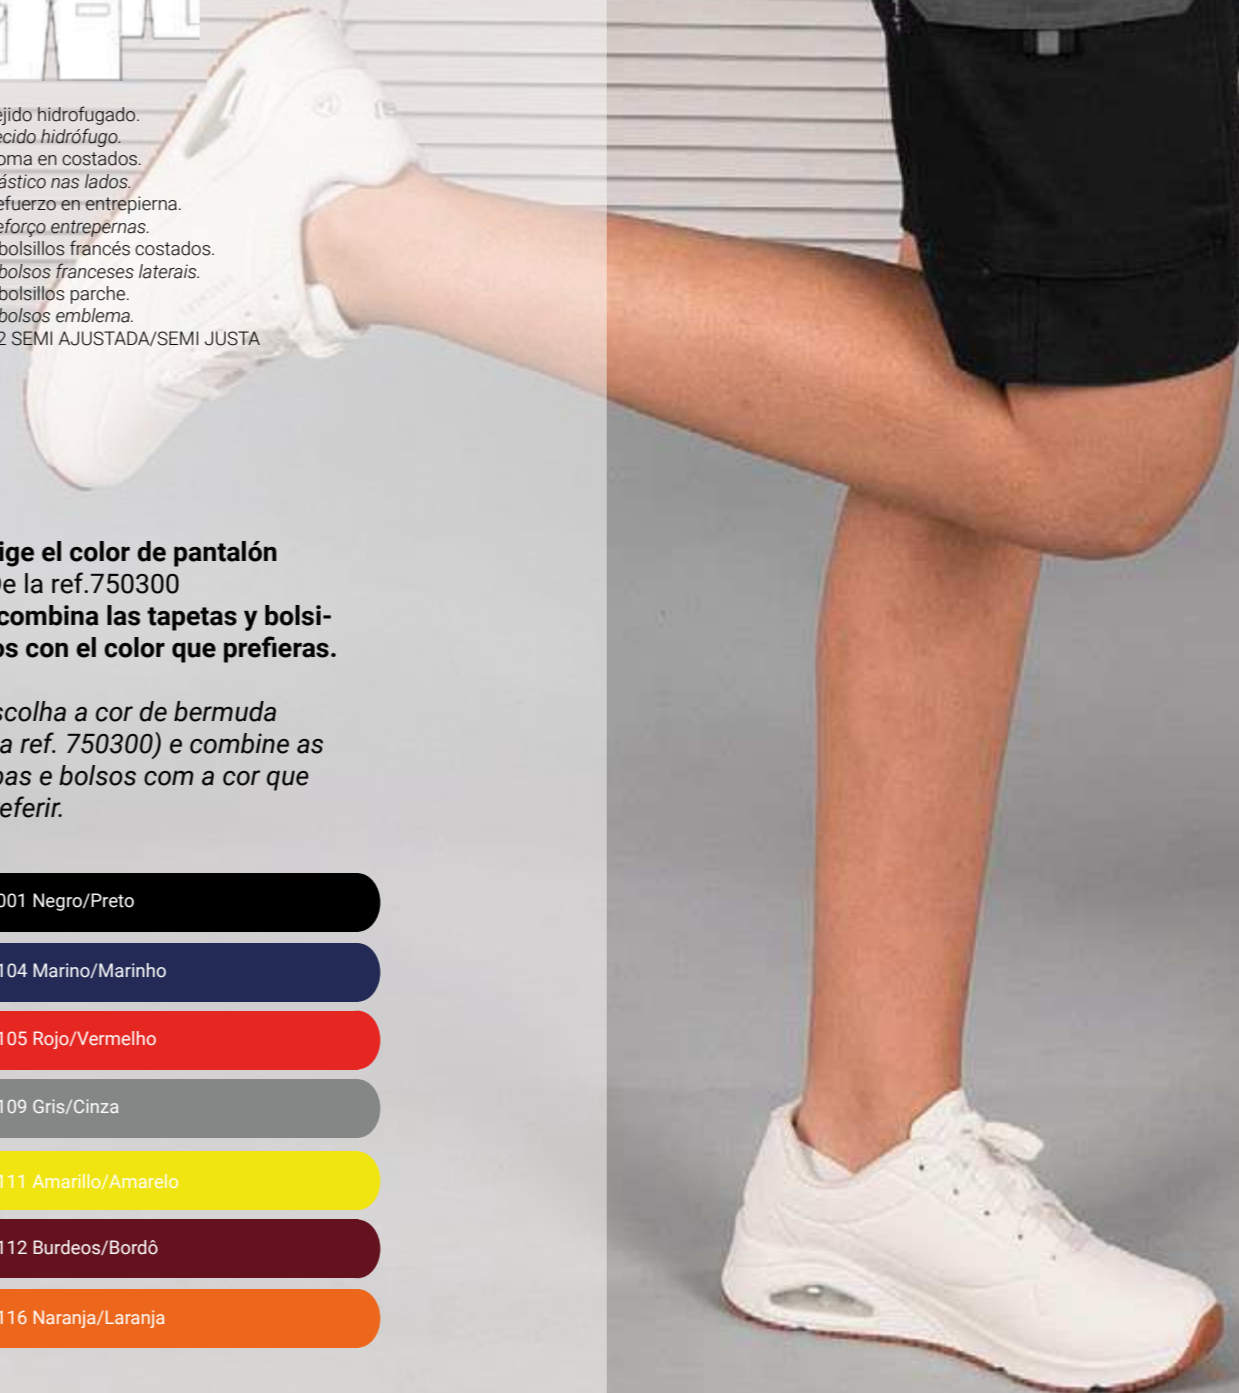 ejido hidrofugado.
ecido hidrófugo.
oma en costados.
ástico nas lados.
efuerzo en entrepierna.
eforço entrepernas.
bolsillos francés costados.
bolsos franceses laterais.
bolsillos parche.
bolsos emblema.
2 SEMI AJUSTADA/SEMI JUSTA
ige el color de pantalón
De la ref.750300
combina las tapetas y bolsi-
os con el color que prefieras.
scolha a cor de bermuda
a ref. 750300) e combine as
pas e bolsos com a cor que
eferir.
001 Negro/Preto
104 Marino/Marinho
105 Rojo/Vermelho
109 Gris/Cinza
111 Amarillo/Amarelo
112 Burdeos/Bordô
116 Naranja/Laranja